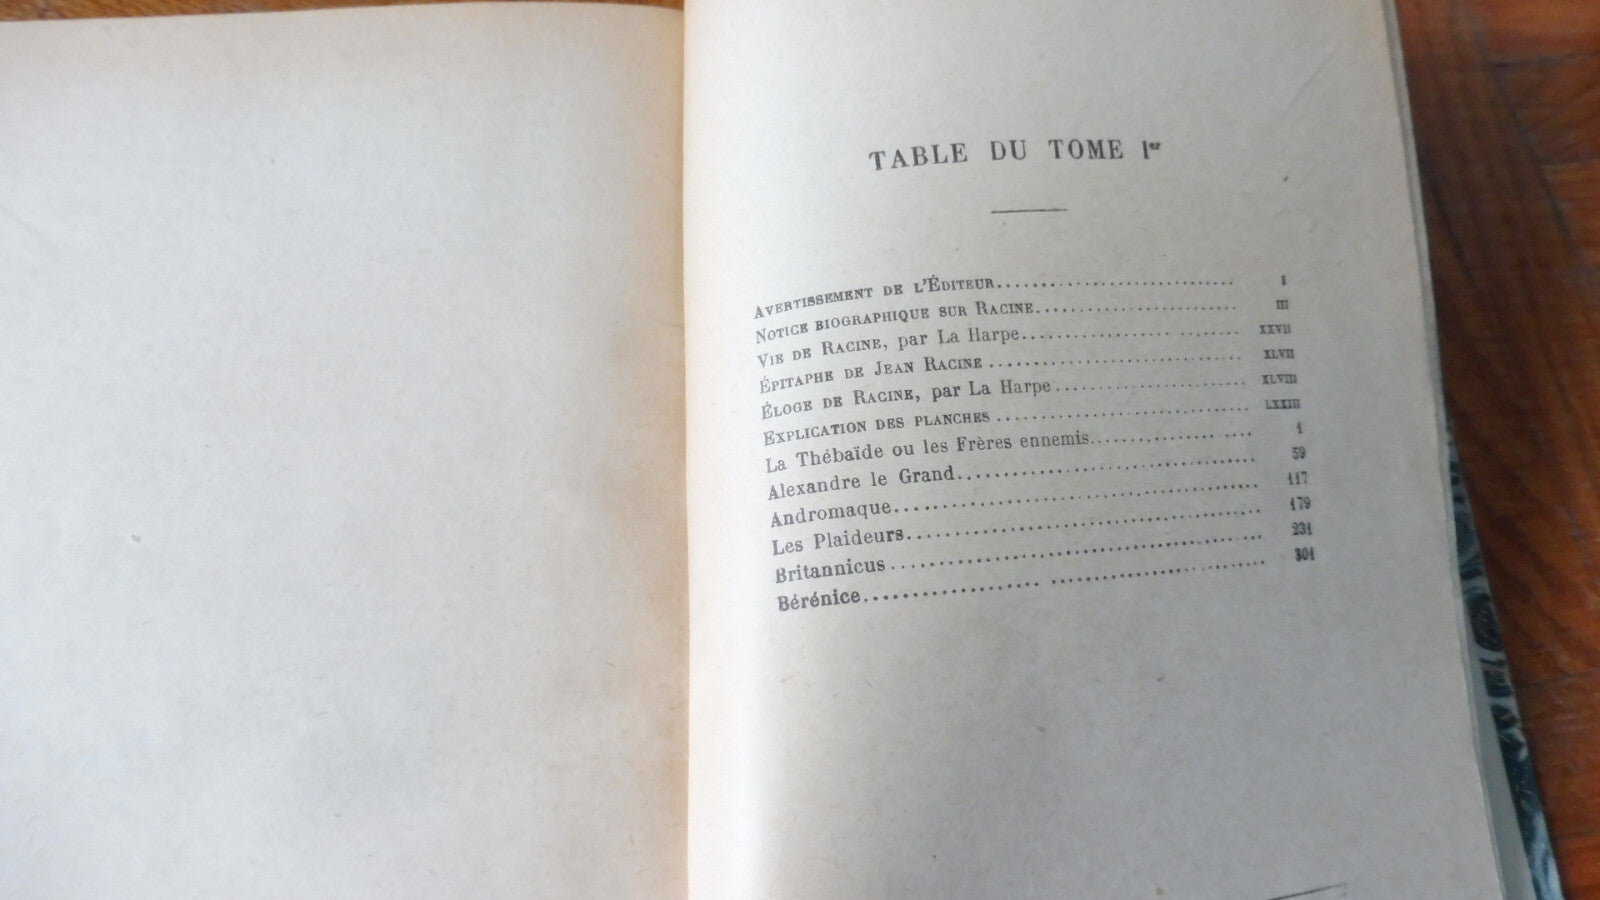 TABLE DU TOME Ier
AVERTISSEMENT DE L'ÉDITEUR.............................. I
NOTICE BIOGRAPHIQUE SUR RACINE.......................... III
VIE DE RACINE, par La Harpe............................. XXVII
ÉPITAPHE DE JEAN RACINE................................. XLVII
ÉLOGE DE RACINE, par La Harpe........................... XLVIII
EXPLICATION DES PLANCHES................................ LXXIII
La Thébaïde ou les Frères ennemis....................... 1
Alexandre le Grand...................................... 59
Andromaque.............................................. 117
Les Plaideurs........................................... 179
Britannicus............................................. 231
Bérénice................................................ 301